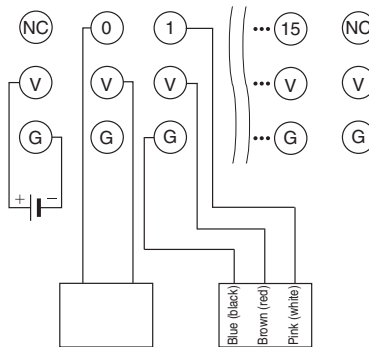 NC 0 1 ••• 15 NC
V V V ••• V V
G G G ••• G G
+ −
Blue (black)
Brown (red)
Pink (white)